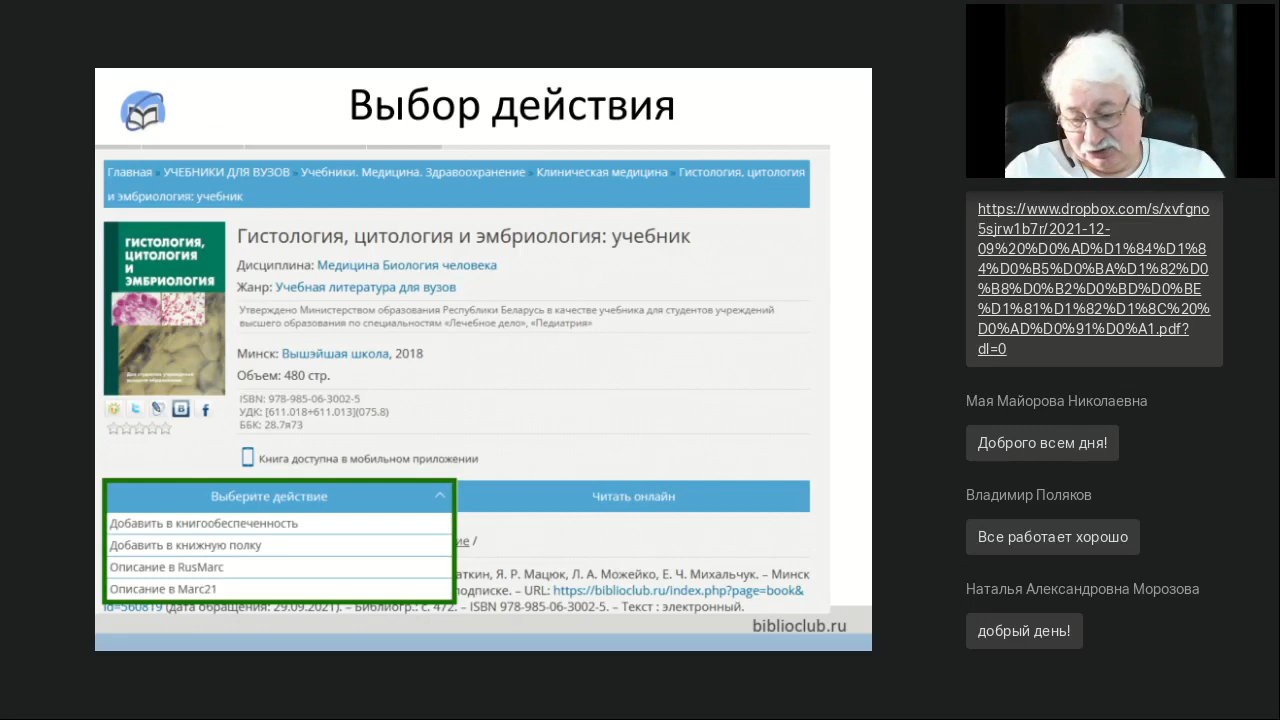 Выбор действия
Главная » УЧЕБНИКИ ДЛЯ ВУЗОВ » Учебники. Медицина. Здравоохранение » Клиническая медицина » Гистология, цитология
и эмбриология: учебник
ГИСТОЛОГИЯ,
ЦИТОЛОГИЯ
И
ЭМБРИОЛОГИЯ
Гистология, цитология и эмбриология: учебник
Дисциплина: Медицина Биология человека
Жанр: Учебная литература для вузов
Утверждено Министерством образования Республики Беларусь в качестве учебника для студентов учреждений
высшего образования по специальностям «Лечебное дело», «Педиатрия»
Минск: Вышэйшая школа, 2018
Объем: 480 стр.
ISBN: 978-985-06-3002-5
УДК: [611.018+611.013](075.8)
ББК: 28.7я73
Книга доступна в мобильном приложении
Выберите действие
Читать онлайн
Добавить в книгообеспеченность
Добавить в книжную полку
Описание в RusMarc
Описание в Marc21
ие /
аткин, Я. Р. Мацюк, Л. А. Можейко, Е. Ч. Михальчук. – Минск
одписке. – URL: https://biblioclub.ru/index.php?page=book&
id=560819 (дата обращения: 29.09.2021). – Библиогр.: с. 472. – ISBN 978-985-06-3002-5. – Текст : электронный.
biblioclub.ru
https://www.dropbox.com/s/xvfgno
5sjrw1b7r/2021-12-
09%20%D0%AD%D1%84%D1%8
4%D0%B5%D0%BA%D1%82%D0
%B8%D0%B2%D0%BD%D0%BE
%D1%81%D1%82%D1%8C%20%
D0%AD%D0%91%D0%A1.pdf?
dl=0
Мая Майорова Николаевна
Доброго всем дня!
Владимир Поляков
Все работает хорошо
Наталья Александровна Морозова
добрый день!